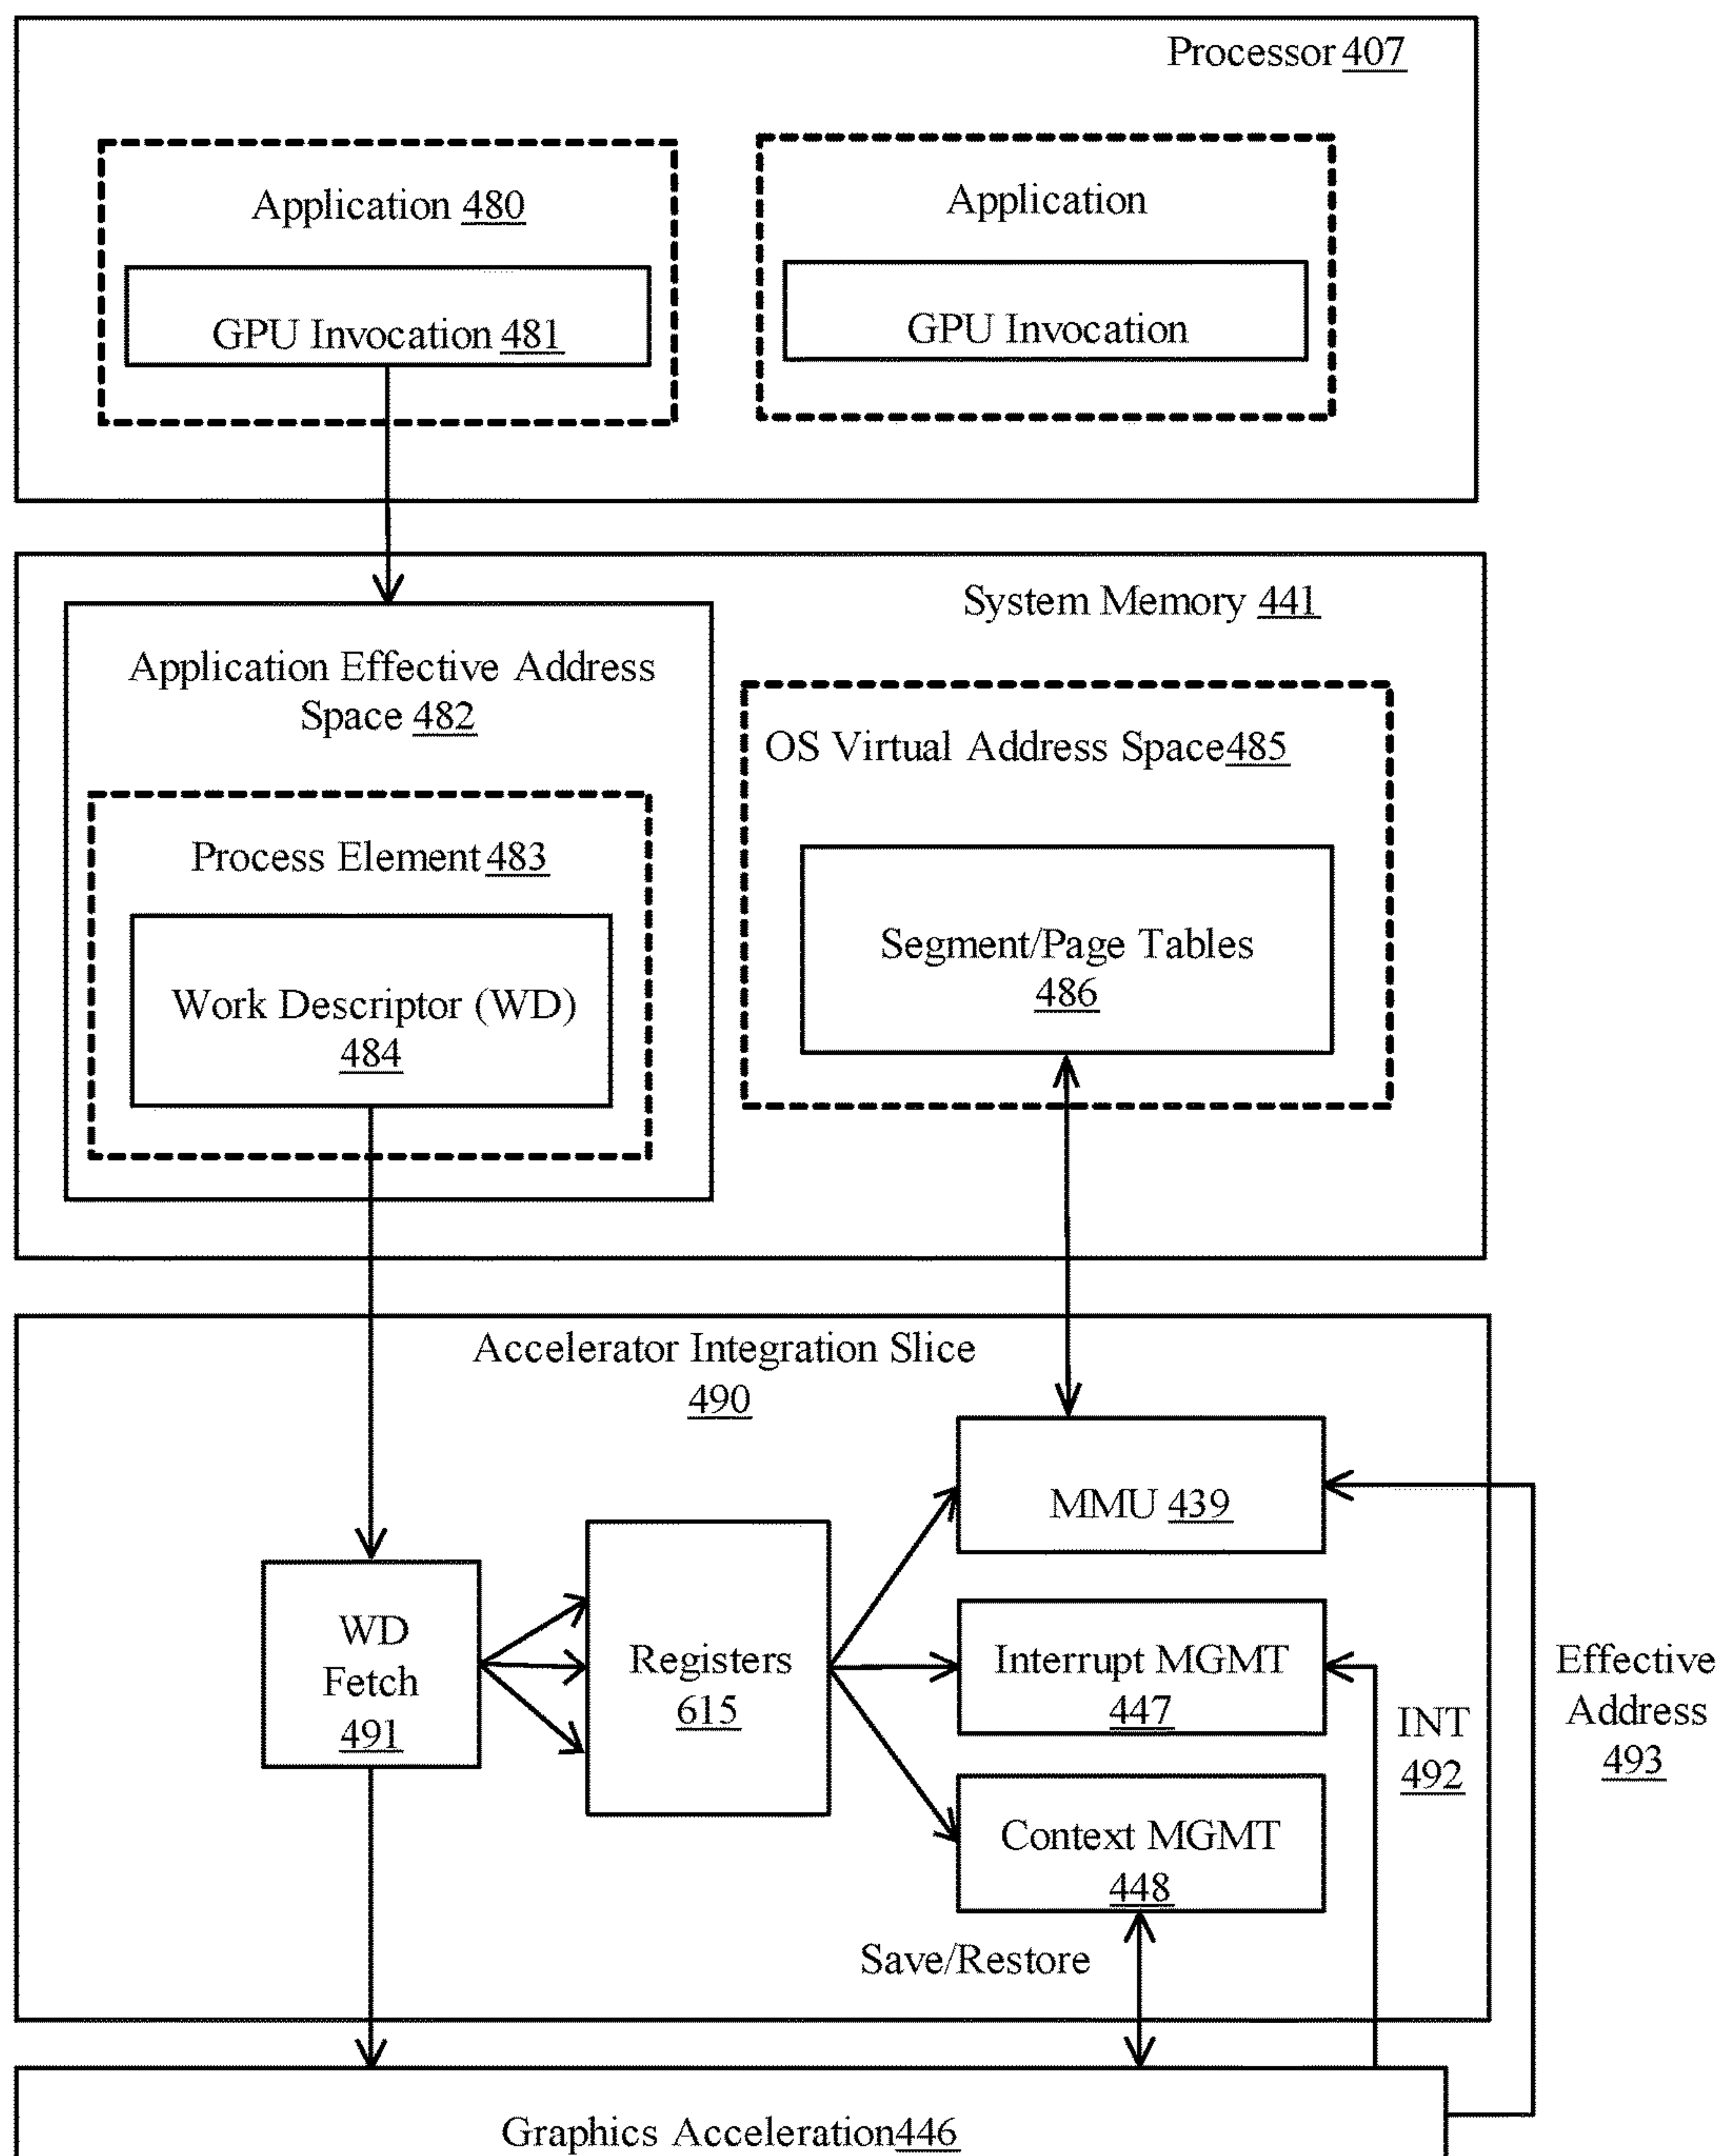 Processor 407
Application 480
GPU Invocation 481
Application
GPU Invocation
System Memory 441
Application Effective Address
Space 482
Process Element 483
Work Descriptor (WD)
484
OS Virtual Address Space485
Segment/Page Tables
486
Accelerator Integration Slice
490
WD
Fetch
491
Registers
615
MMU 439
Interrupt MGMT
447
Context MGMT
448
Save/Restore
INT
492
Effective
Address
493
Graphics Acceleration446